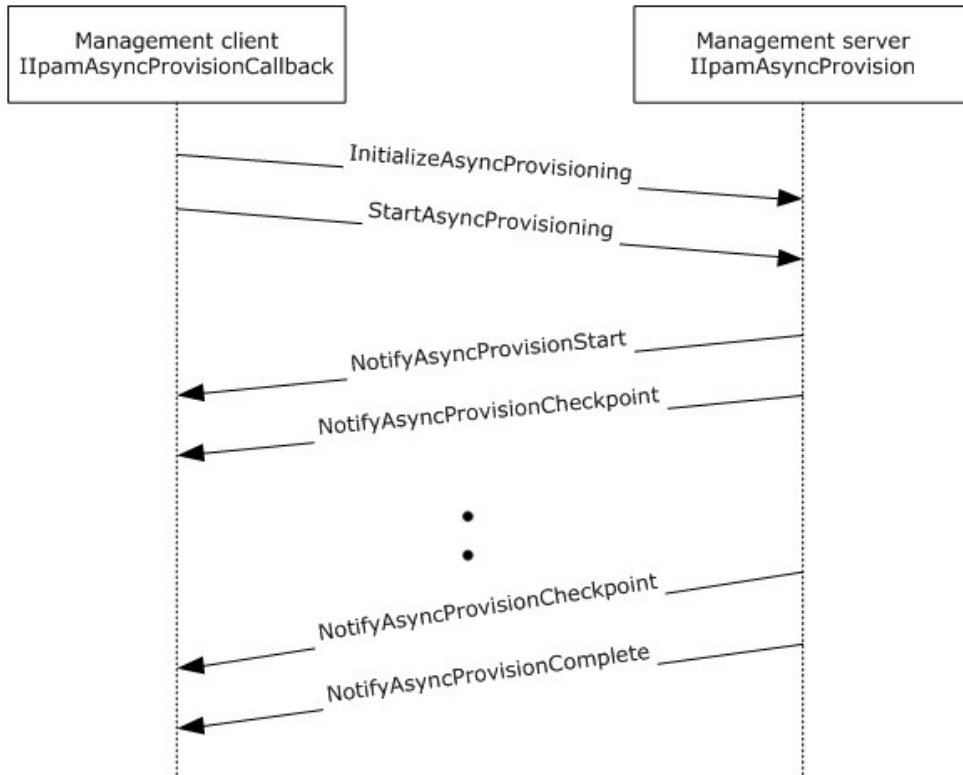 Management client
IIpamAsyncProvisionCallback
Management server
IIpamAsyncProvision
InitializeAsyncProvisioning
StartAsyncProvisioning
NotifyAsyncProvisionStart
NotifyAsyncProvisionCheckpoint
NotifyAsyncProvisionCheckpoint
NotifyAsyncProvisionComplete